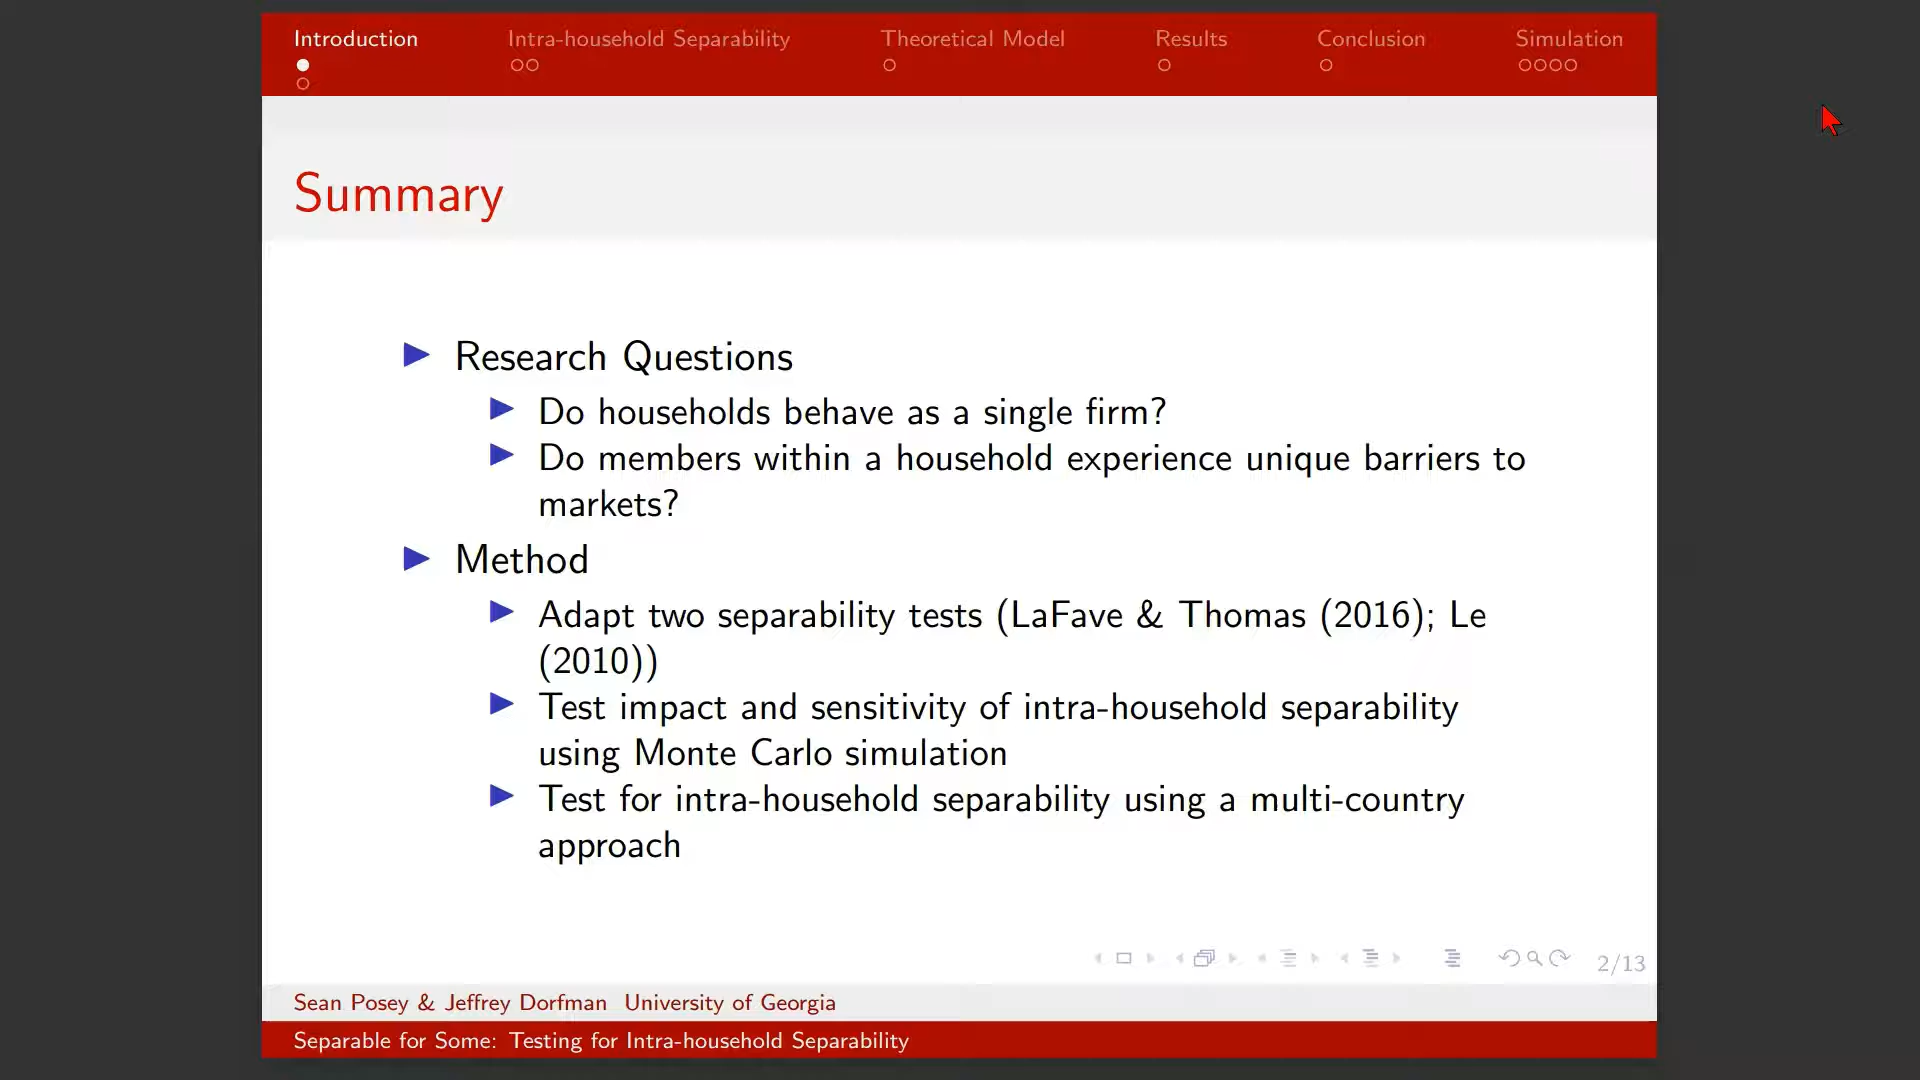 Introduction Intra-household Separability Theoretical Model Results Conclusion Simulation
Summary
Research Questions
Do households behave as a single firm?
Do members within a household experience unique barriers to
markets?
Method
Adapt two separability tests (LaFave & Thomas (2016); Le
(2010))
Test impact and sensitivity of intra-household separability
using Monte Carlo simulation
Test for intra-household separability using a multi-country
approach
2/13
Sean Posey & Jeffrey Dorfman University of Georgia
Separable for Some: Testing for Intra-household Separability